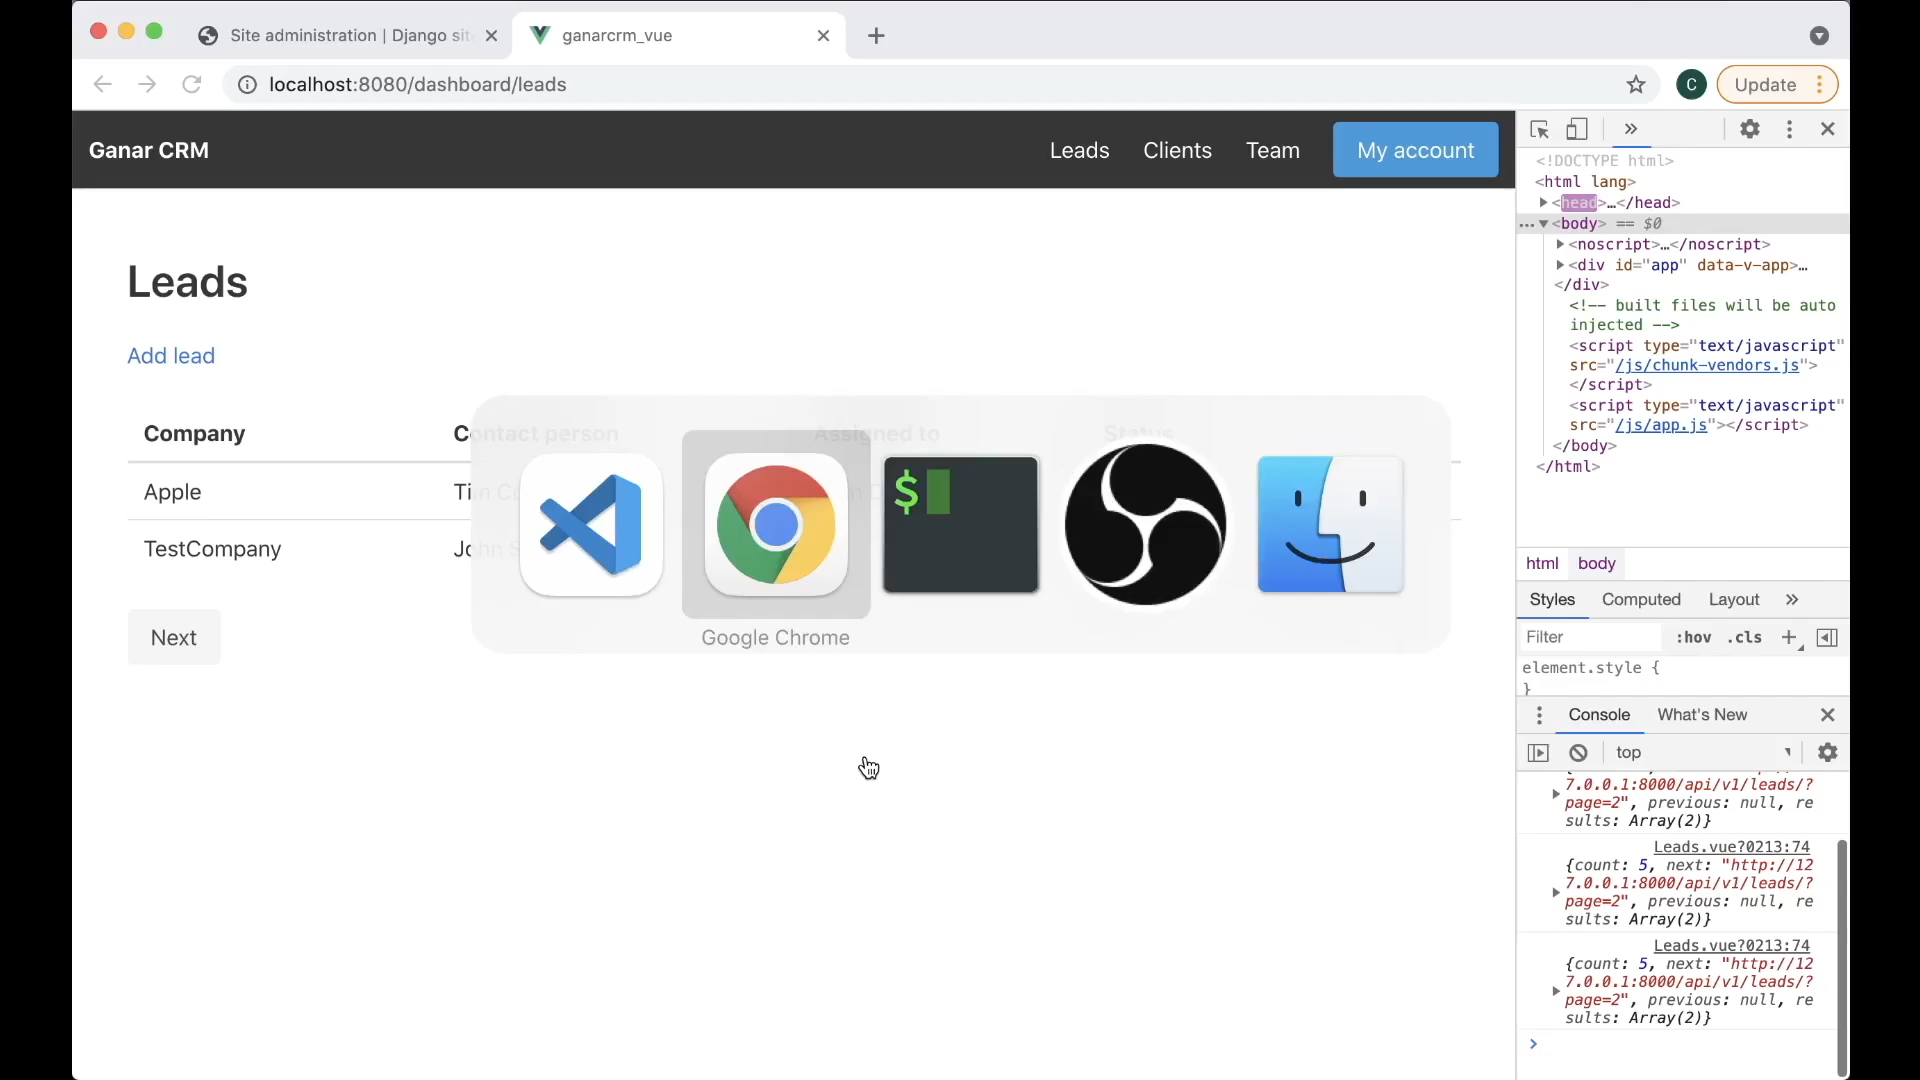 Site administration | Django sit
ganarcrm_vue
localhost:8080/dashboard/leads
C
Update
Ganar CRM
Leads
Clients
Team
My account
Leads
Add lead
Company
Contact person
Assigned to
Status
Apple
TestCompany
Next
$
Google Chrome
<!DOCTYPE html>
<html lang>
<head>…</head>
<body> == $0
<noscript>…</noscript>
<div id="app" data-v-app>…
</div>
<!-- built files will be auto
injected -->
<script type="text/javascript"
src="/js/chunk-vendors.js">
</script>
<script type="text/javascript"
src="/js/app.js"></script>
</body>
</html>
html
body
Styles
Computed
Layout
Filter
:hov
.cls
element.style {
}
Console
What's New
top
7.0.0.1:8000/api/v1/leads/?
page=2", previous: null, re
sults: Array(2)}
Leads.vue?0213:74
{count: 5, next: "http://12
7.0.0.1:8000/api/v1/leads/?
page=2", previous: null, re
sults: Array(2)}
Leads.vue?0213:74
{count: 5, next: "http://12
7.0.0.1:8000/api/v1/leads/?
page=2", previous: null, re
sults: Array(2)}